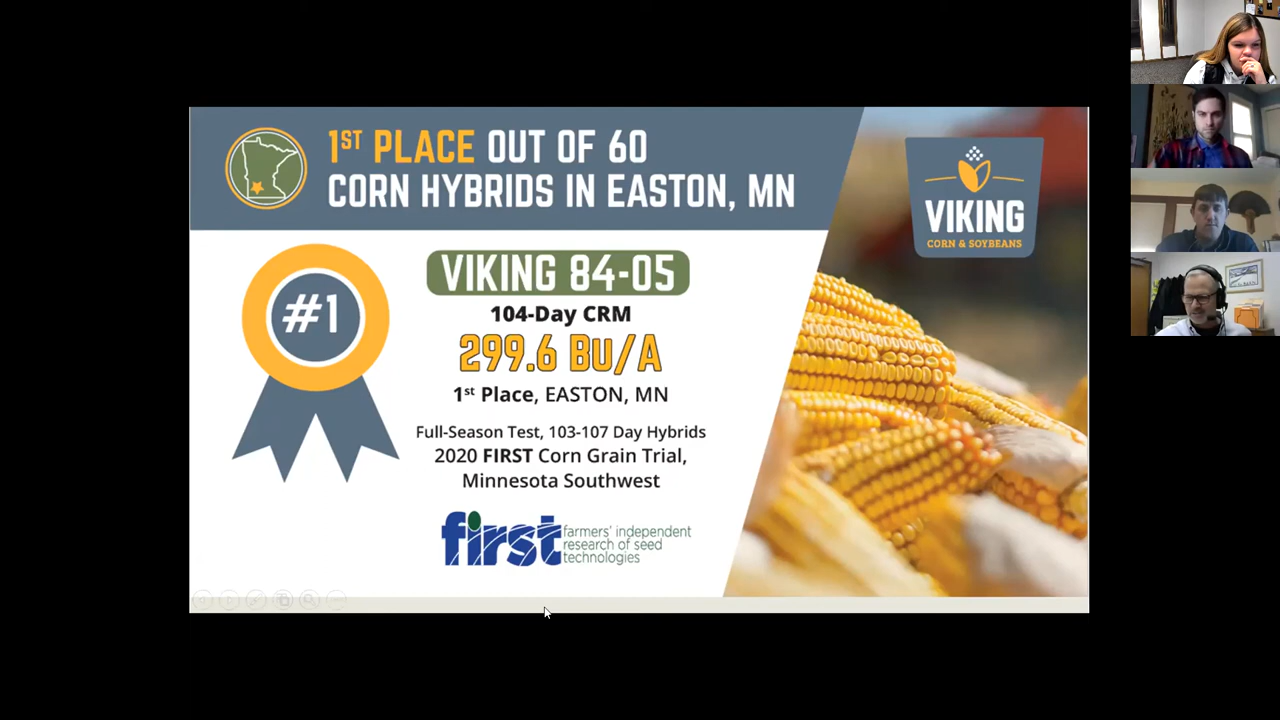 1ST PLACE OUT OF 60
CORN HYBRIDS IN EASTON, MN
VIKING
CORN & SOYBEANS
#1
VIKING 84-05
104-Day CRM
299.6 BU/A
1st Place, EASTON, MN
Full-Season Test, 103-107 Day Hybrids
2020 FIRST Corn Grain Trial,
Minnesota Southwest
first
farmers' independent
research of seed
technologies